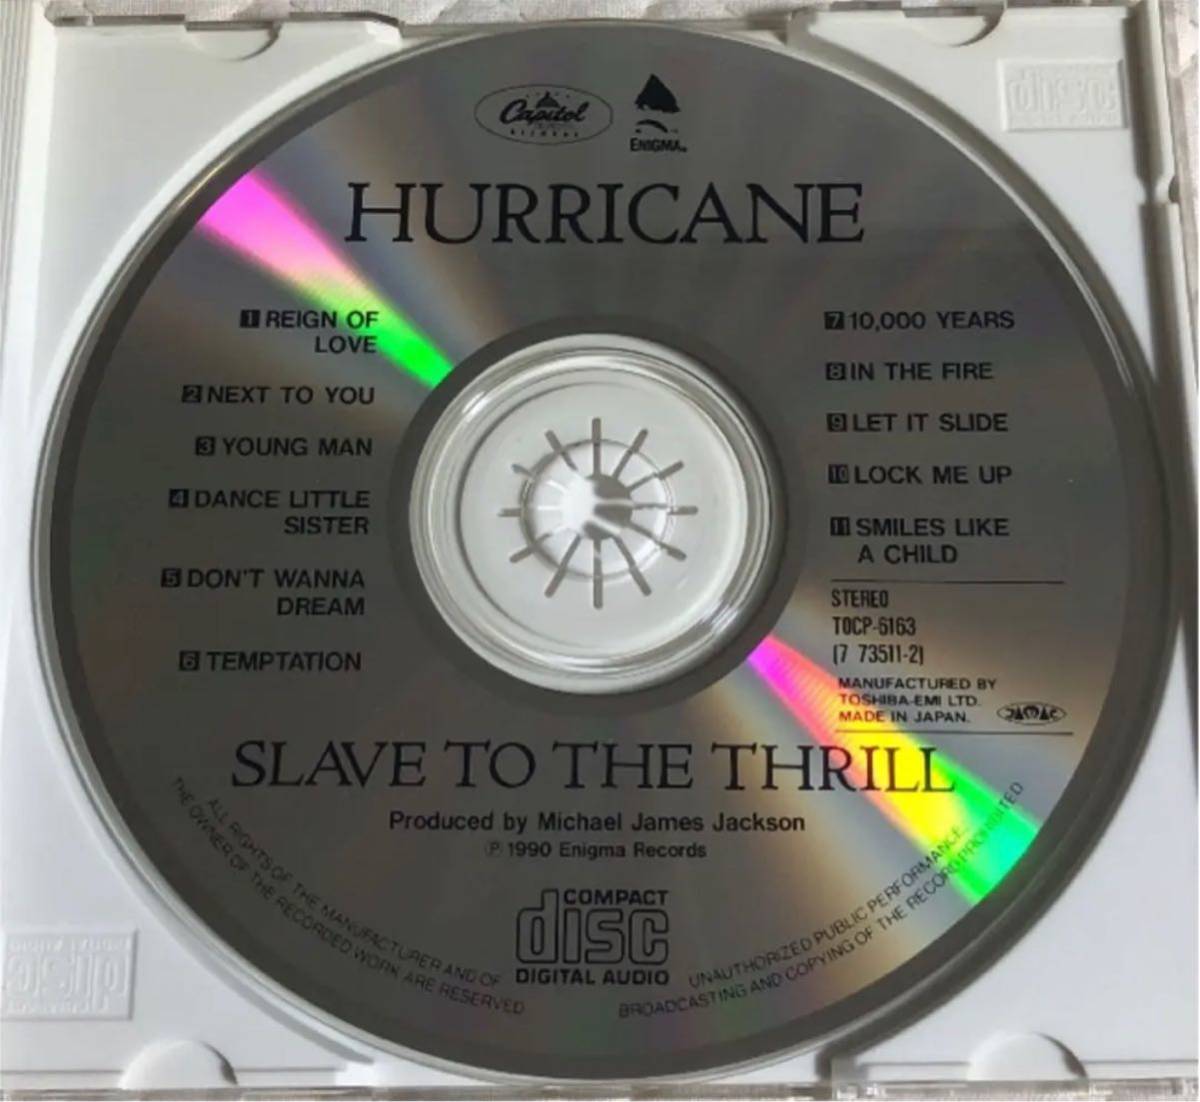 Capitol
RECORDS
ENIGMA
HURRICANE
1 REIGN OF
LOVE
2 NEXT TO YOU
3 YOUNG MAN
4 DANCE LITTLE
SISTER
5 DON'T WANNA
DREAM
6 TEMPTATION
7 10,000 YEARS
8 IN THE FIRE
9 LET IT SLIDE
10 LOCK ME UP
11 SMILES LIKE
A CHILD
STEREO
TOCP-6163
(7 73511-2)
MANUFACTURED BY
TOSHIBA-EMI LTD.
MADE IN JAPAN.
JASRAC
SLAVE TO THE THRILL
Produced by Michael James Jackson
℗ 1990 Enigma Records
COMPACT
disc
DIGITAL AUDIO
ALL RIGHTS OF THE MANUFACTURER AND OF
THE OWNER OF THE RECORDED WORK ARE RESERVED
UNAUTHORIZED PUBLIC PERFORMANCE
BROADCASTING AND COPYING OF THE RECORD PROHIBITED
disc
disc